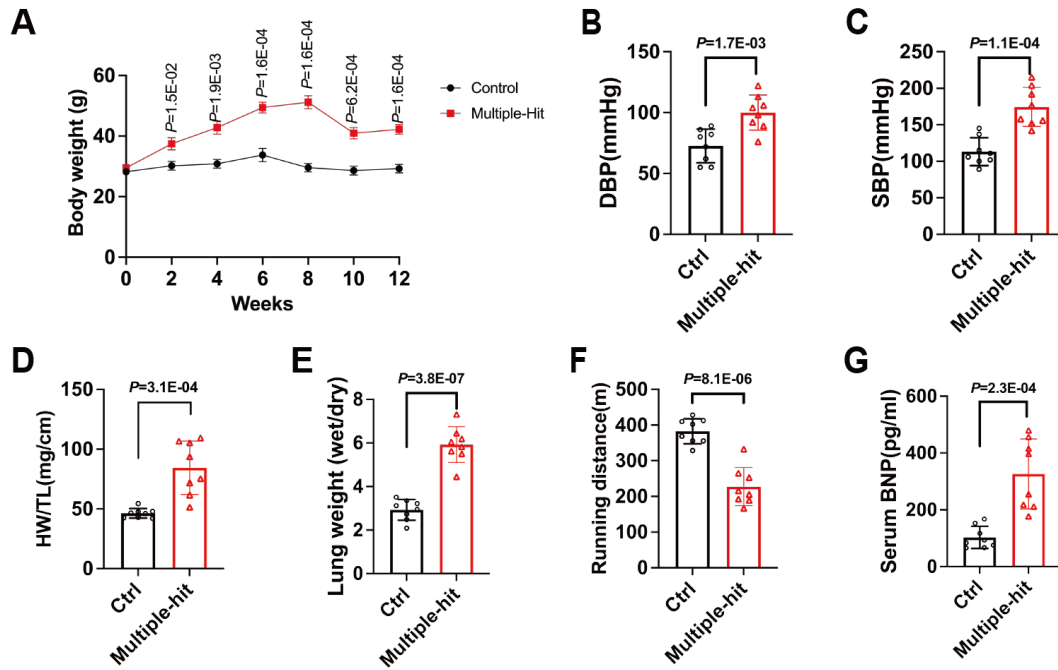 A
P=1.5E-02
P=1.9E-03
P=1.6E-04
P=1.6E-04
P=6.2E-04
P=1.6E-04
Body weight (g)
60
40
20
0
0 2 4 6 8 10 12
Weeks
Control
Multiple-Hit
B
P=1.7E-03
DBP(mmHg)
150
100
50
0
Ctrl
Multiple-hit
C
P=1.1E-04
SBP(mmHg)
250
200
150
100
50
0
Ctrl
Multiple-hit
D
P=3.1E-04
HW/TL(mg/cm)
150
100
50
0
Ctrl
Multiple-hit
E
P=3.8E-07
Lung weight (wet/dry)
8
6
4
2
0
Ctrl
Multiple-hit
F
P=8.1E-06
Running distance(m)
500
400
300
200
100
0
Ctrl
Multiple-hit
G
P=2.3E-04
Serum BNP(pg/ml)
600
400
200
0
Ctrl
Multiple-hit